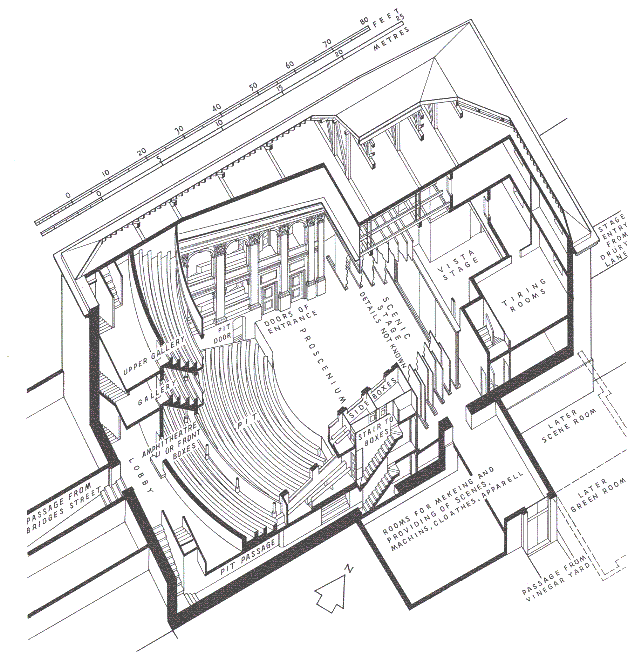 0 10 20 30 40 50 60 70 80 FEET
0 5 10 15 20 25
METRES
STAGE
ENTRY
FROM
DRURY
LANE
VISTA
STAGE
TIRING
ROOMS
SCENIC
STAGE
DETAILS NOT KNOWN
DOORS OF
ENTRANCE
PROSCENIUM
PIT
DOOR
UPPER GALLERY
GALLERY
AMPHITHEATRE
OR FRONT
BOXES
PIT
SIDE BOXES
STAIR TO
BOXES
LOBBY
PASSAGE FROM
BRIDGES STREET
PIT PASSAGE
ROOMS FOR MEKEING AND
PROVIDING OF SCENES,
MACHINS, CLOATHES, APPARELL
LATER
SCENE ROOM
LATER
GREEN ROOM
PASSAGE FROM
VINEGAR YARD
N